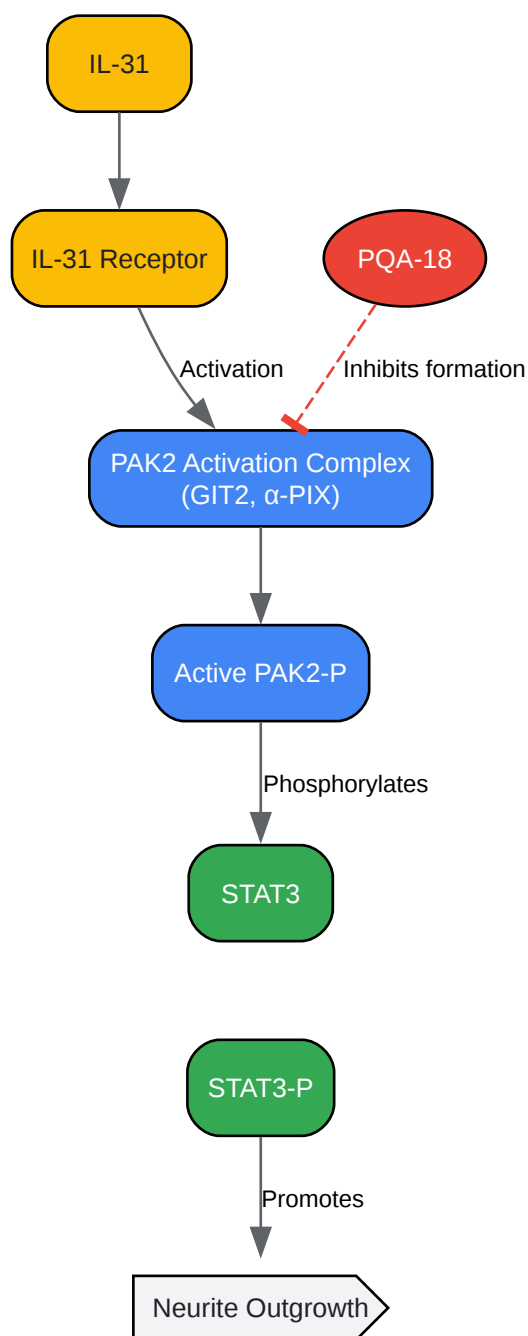 IL-31
IL-31 Receptor
PQA-18
Activation
Inhibits formation
PAK2 Activation Complex
(GIT2, α-PIX)
Active PAK2-P
Phosphorylates
STAT3
STAT3-P
Promotes
Neurite Outgrowth